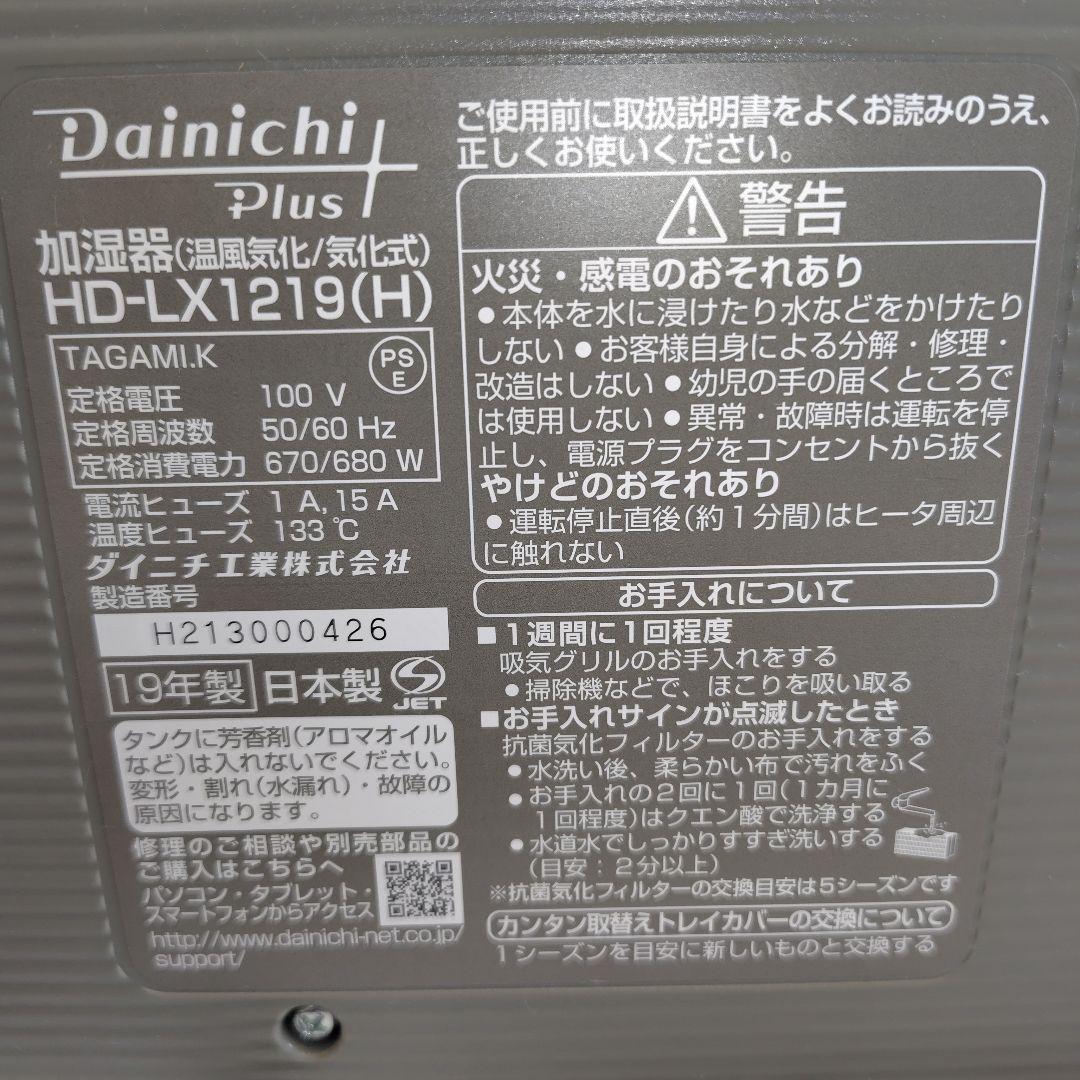 Dainichi
Plus
加湿器(温風気化/気化式)
HD-LX1219(H)
TAGAMI.K
PS
E
定格電圧 100 V
定格周波数 50/60 Hz
定格消費電力 670/680 W
電流ヒューズ 1 A, 15 A
温度ヒューズ 133 ℃
ダイニチ工業株式会社
製造番号
H213000426
19年製 日本製
JET
タンクに芳香剤(アロマオイル
など)は入れないでください。
変形・割れ(水漏れ)・故障の
原因になります。
修理のご相談や別売部品の
ご購入はこちらへ
パソコン・タブレット・
スマートフォンからアクセス
http://www.dainichi-net.co.jp/
support/
ご使用前に取扱説明書をよくお読みのうえ、
正しくお使いください。
警告
火災・感電のおそれあり
●本体を水に浸けたり水などをかけたり
しない ●お客様自身による分解・修理・
改造はしない ●幼児の手の届くところで
は使用しない ●異常・故障時は運転を停
止し、電源プラグをコンセントから抜く
やけどのおそれあり
●運転停止直後(約1分間)はヒータ周辺
に触れない
お手入れについて
■1週間に1回程度
吸気グリルのお手入れをする
●掃除機などで、ほこりを吸い取る
■お手入れサインが点滅したとき
抗菌気化フィルターのお手入れをする
●水洗い後、柔らかい布で汚れをふく
●お手入れの2回に1回(1カ月に
1回程度)はクエン酸で洗浄する
●水道水でしっかりすすぎ洗いする
(目安:2分以上)
※抗菌気化フィルターの交換目安は5シーズンです
カンタン取替えトレイカバーの交換について
1シーズンを目安に新しいものと交換する